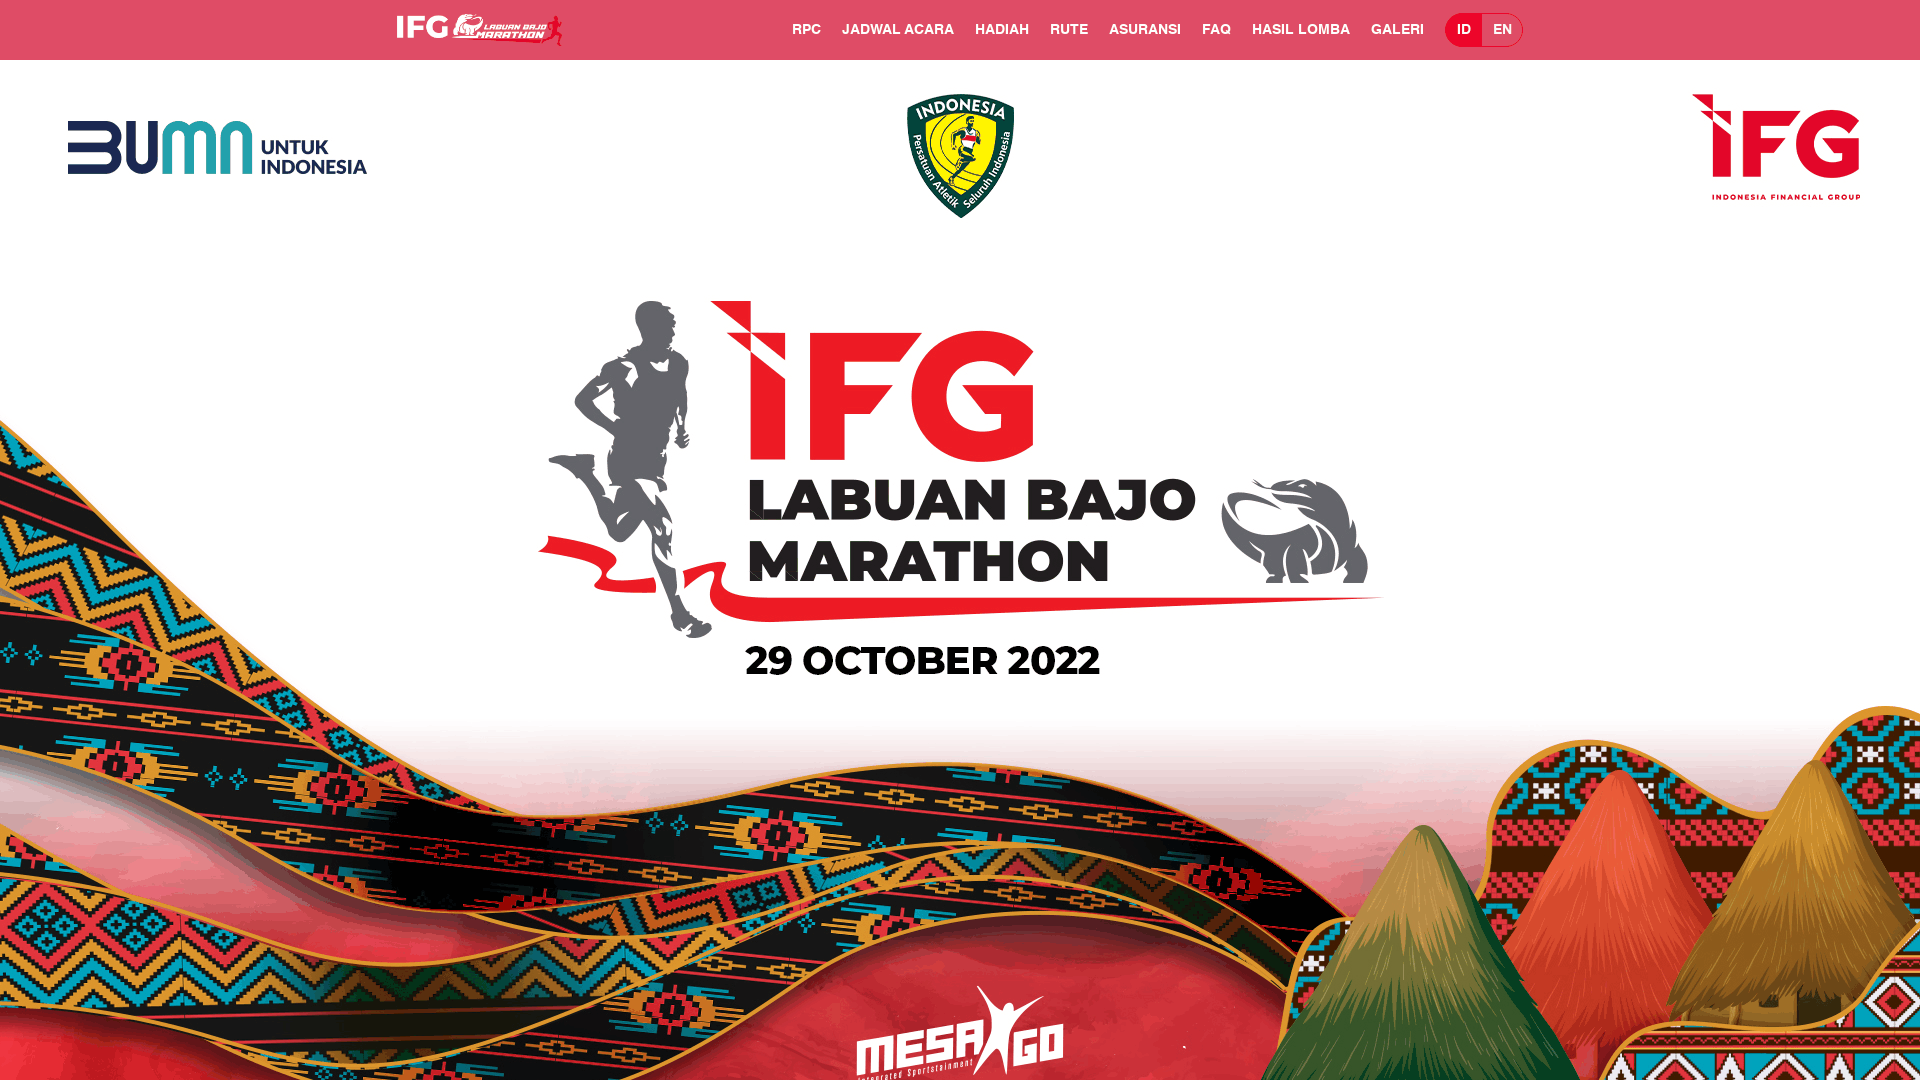 IFG LABUAN BAJO
MARATHON
RPC JADWAL ACARA HADIAH RUTE ASURANSI FAQ HASIL LOMBA GALERI ID EN
BUMN UNTUK
INDONESIA
INDONESIA
Persatuan Atletik Seluruh Indonesia
IFG
INDONESIA FINANCIAL GROUP
IFG
LABUAN BAJO
MARATHON
29 OCTOBER 2022
MESA GO
Integrated Sportstainment